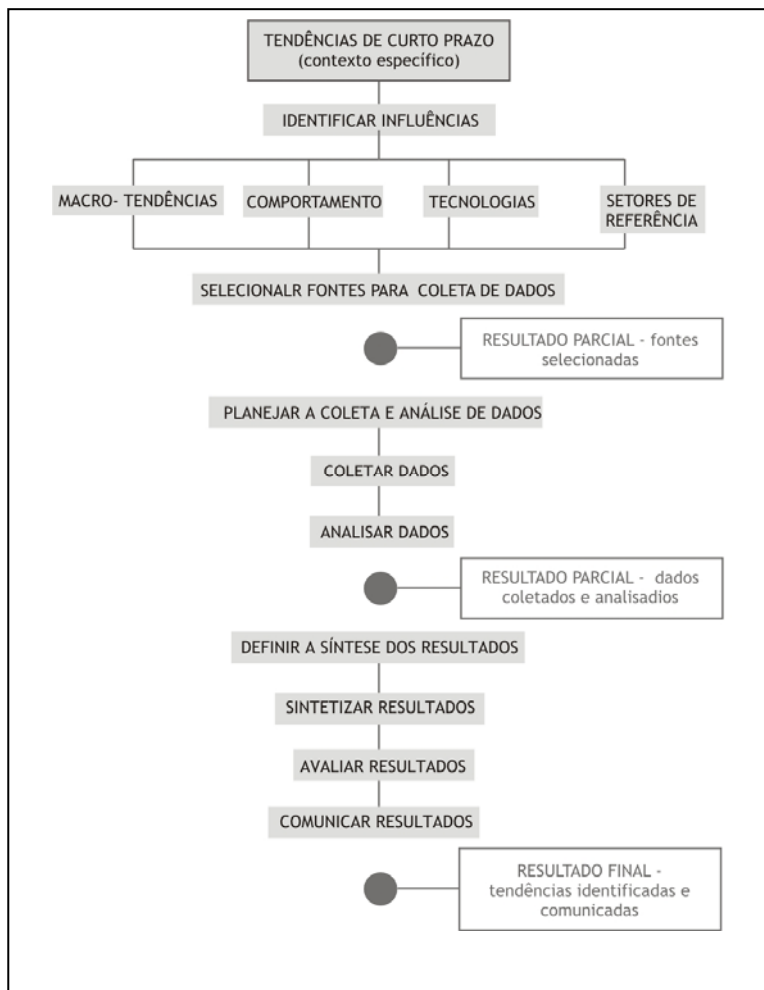 TENDÊNCIAS DE CURTO PRAZO
(contexto específico)
IDENTIFICAR INFLUÊNCIAS
MACRO- TENDÊNCIAS
COMPORTAMENTO
TECNOLOGIAS
SETORES DE
REFERÊNCIA
SELECIONALR FONTES PARA COLETA DE DADOS
RESULTADO PARCIAL - fontes
selecionadas
PLANEJAR A COLETA E ANÁLISE DE DADOS
COLETAR DADOS
ANALISAR DADOS
RESULTADO PARCIAL - dados
coletados e analisadios
DEFINIR A SÍNTESE DOS RESULTADOS
SINTETIZAR RESULTADOS
AVALIAR RESULTADOS
COMUNICAR RESULTADOS
RESULTADO FINAL -
tendências identificadas e
comunicadas